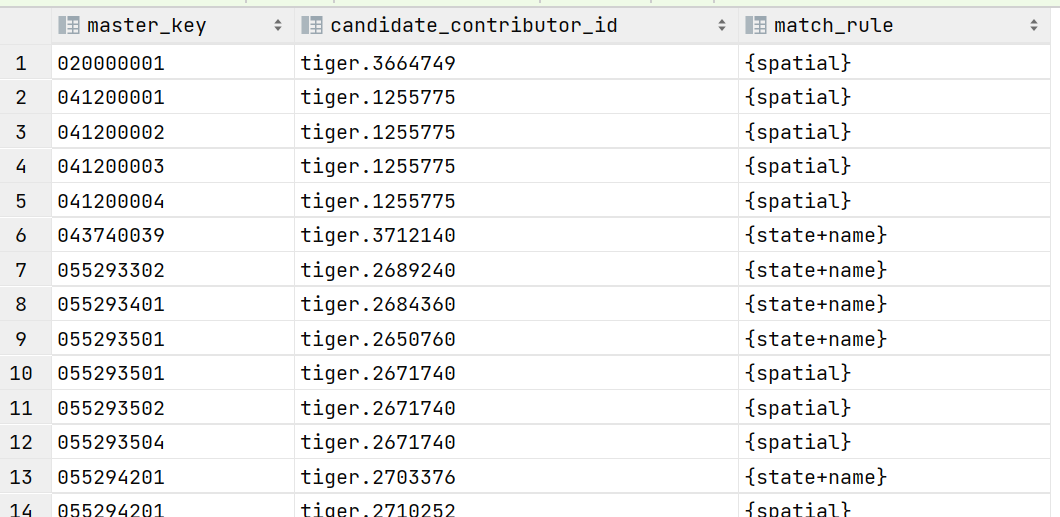 master_key candidate_contributor_id match_rule
1 020000001 tiger.3664749 {spatial}
2 041200001 tiger.1255775 {spatial}
3 041200002 tiger.1255775 {spatial}
4 041200003 tiger.1255775 {spatial}
5 041200004 tiger.1255775 {spatial}
6 043740039 tiger.3712140 {state+name}
7 055293302 tiger.2689240 {state+name}
8 055293401 tiger.2684360 {state+name}
9 055293501 tiger.2650760 {state+name}
10 055293501 tiger.2671740 {spatial}
11 055293502 tiger.2671740 {spatial}
12 055293504 tiger.2671740 {spatial}
13 055294201 tiger.2703376 {state+name}
14 055294201 tiger.2710252 {spatial}